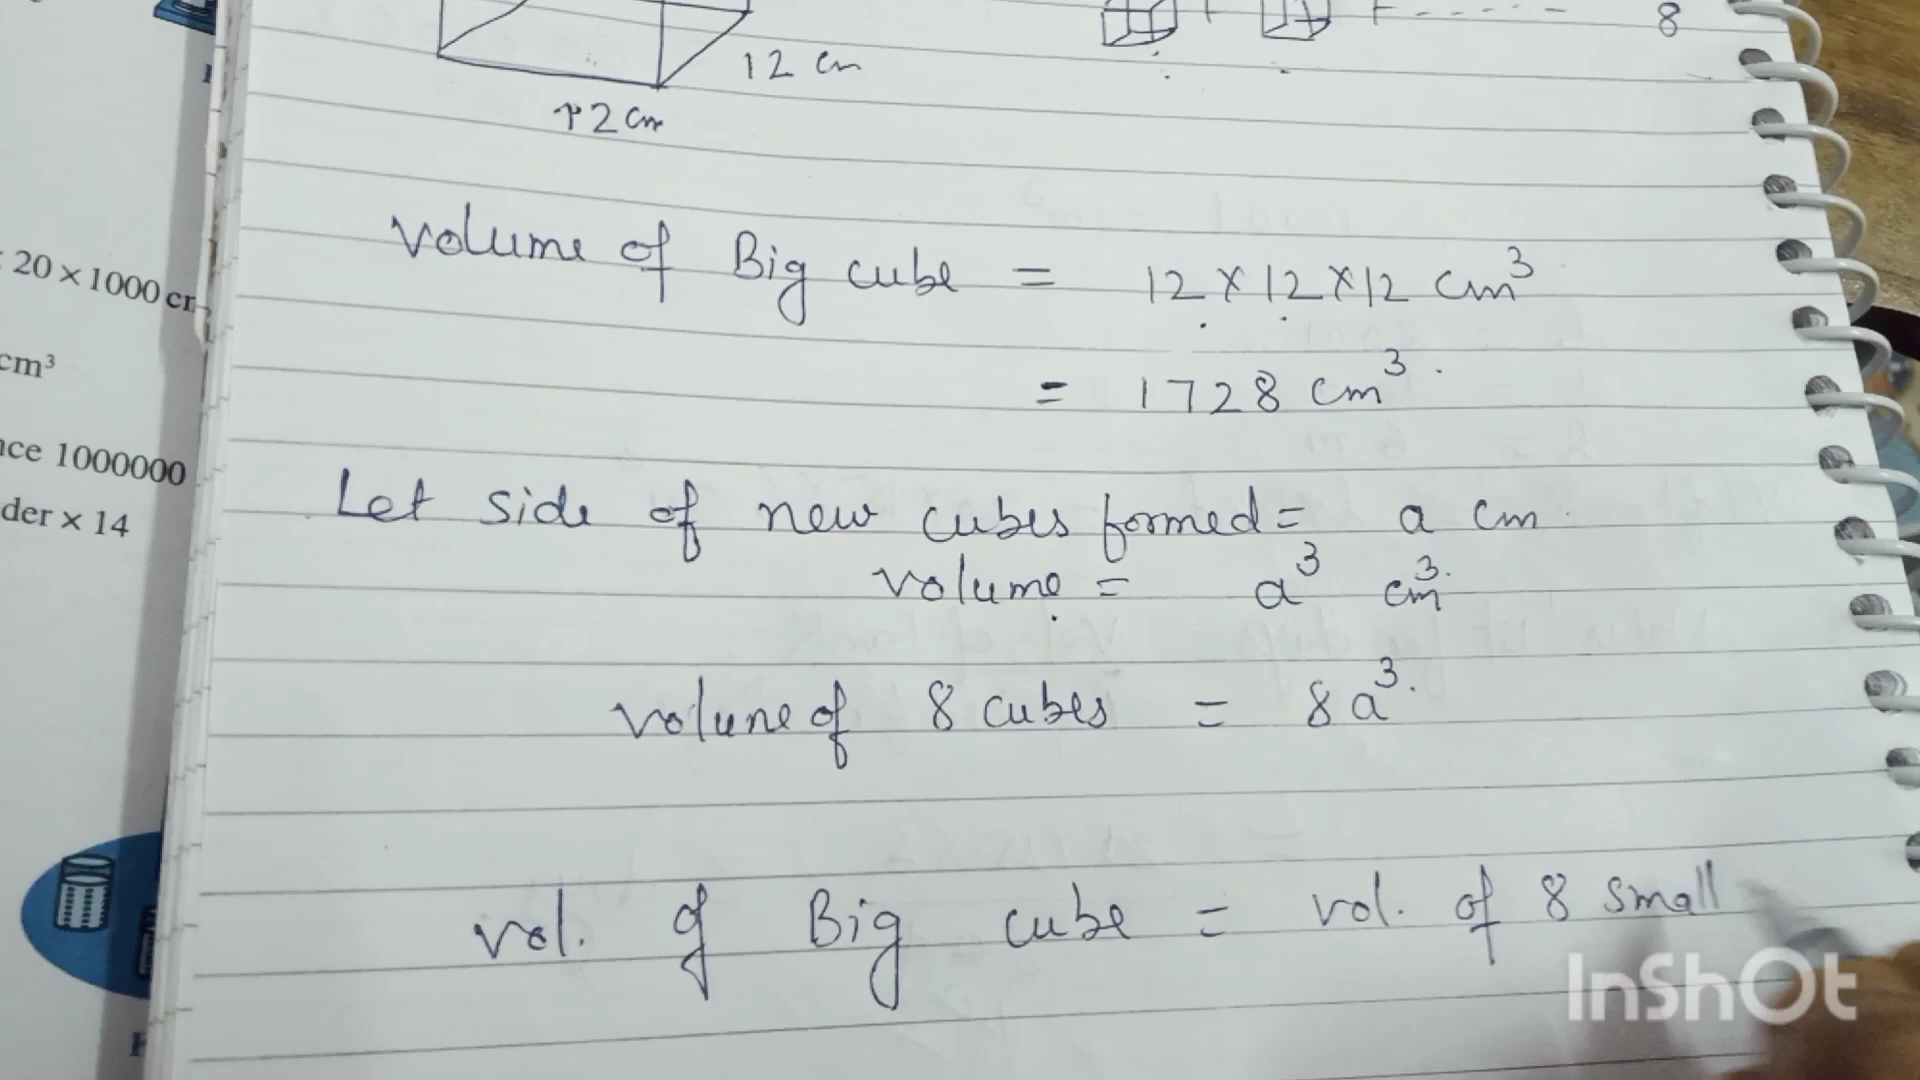 8
12 cm
12 cm
volume of Big cube = 12 × 12 × 12 cm³
= 1728 cm³.
Let side of new cubes formed = a cm.
volume = a³ cm³.
volume of 8 cubes = 8a³.
vol. of Big cube = vol. of 8 small
20 × 1000 cm
cm³
nce 1000000
der × 14
InShOt